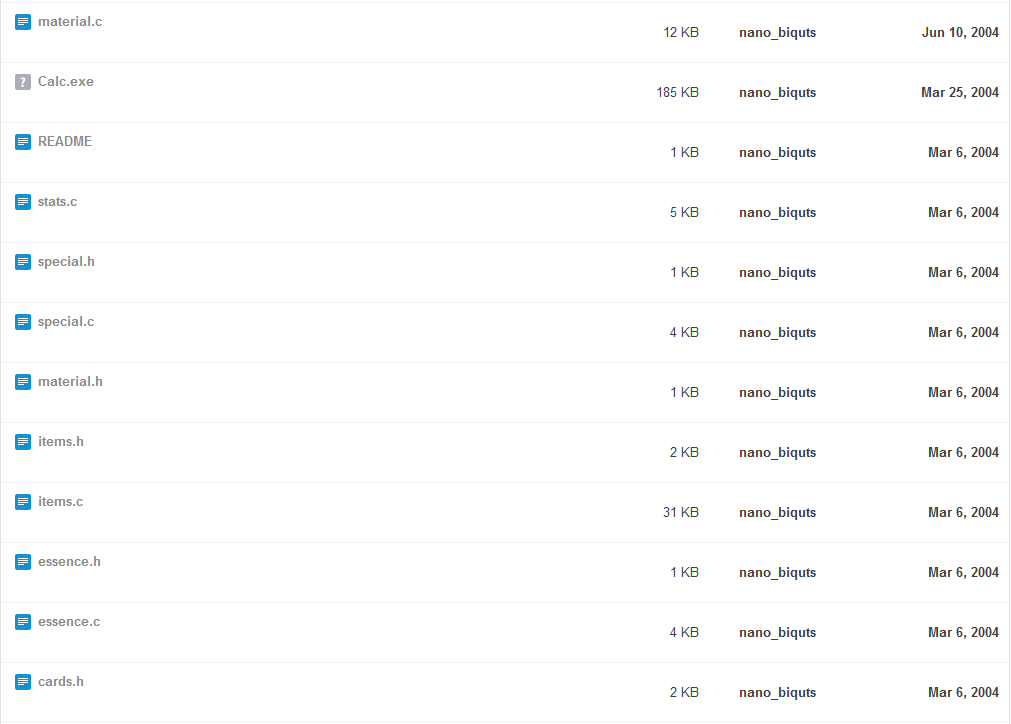 material.c 12 KB nano_biquts Jun 10, 2004
Calc.exe 185 KB nano_biquts Mar 25, 2004
README 1 KB nano_biquts Mar 6, 2004
stats.c 5 KB nano_biquts Mar 6, 2004
special.h 1 KB nano_biquts Mar 6, 2004
special.c 4 KB nano_biquts Mar 6, 2004
material.h 1 KB nano_biquts Mar 6, 2004
items.h 2 KB nano_biquts Mar 6, 2004
items.c 31 KB nano_biquts Mar 6, 2004
essence.h 1 KB nano_biquts Mar 6, 2004
essence.c 4 KB nano_biquts Mar 6, 2004
cards.h 2 KB nano_biquts Mar 6, 2004